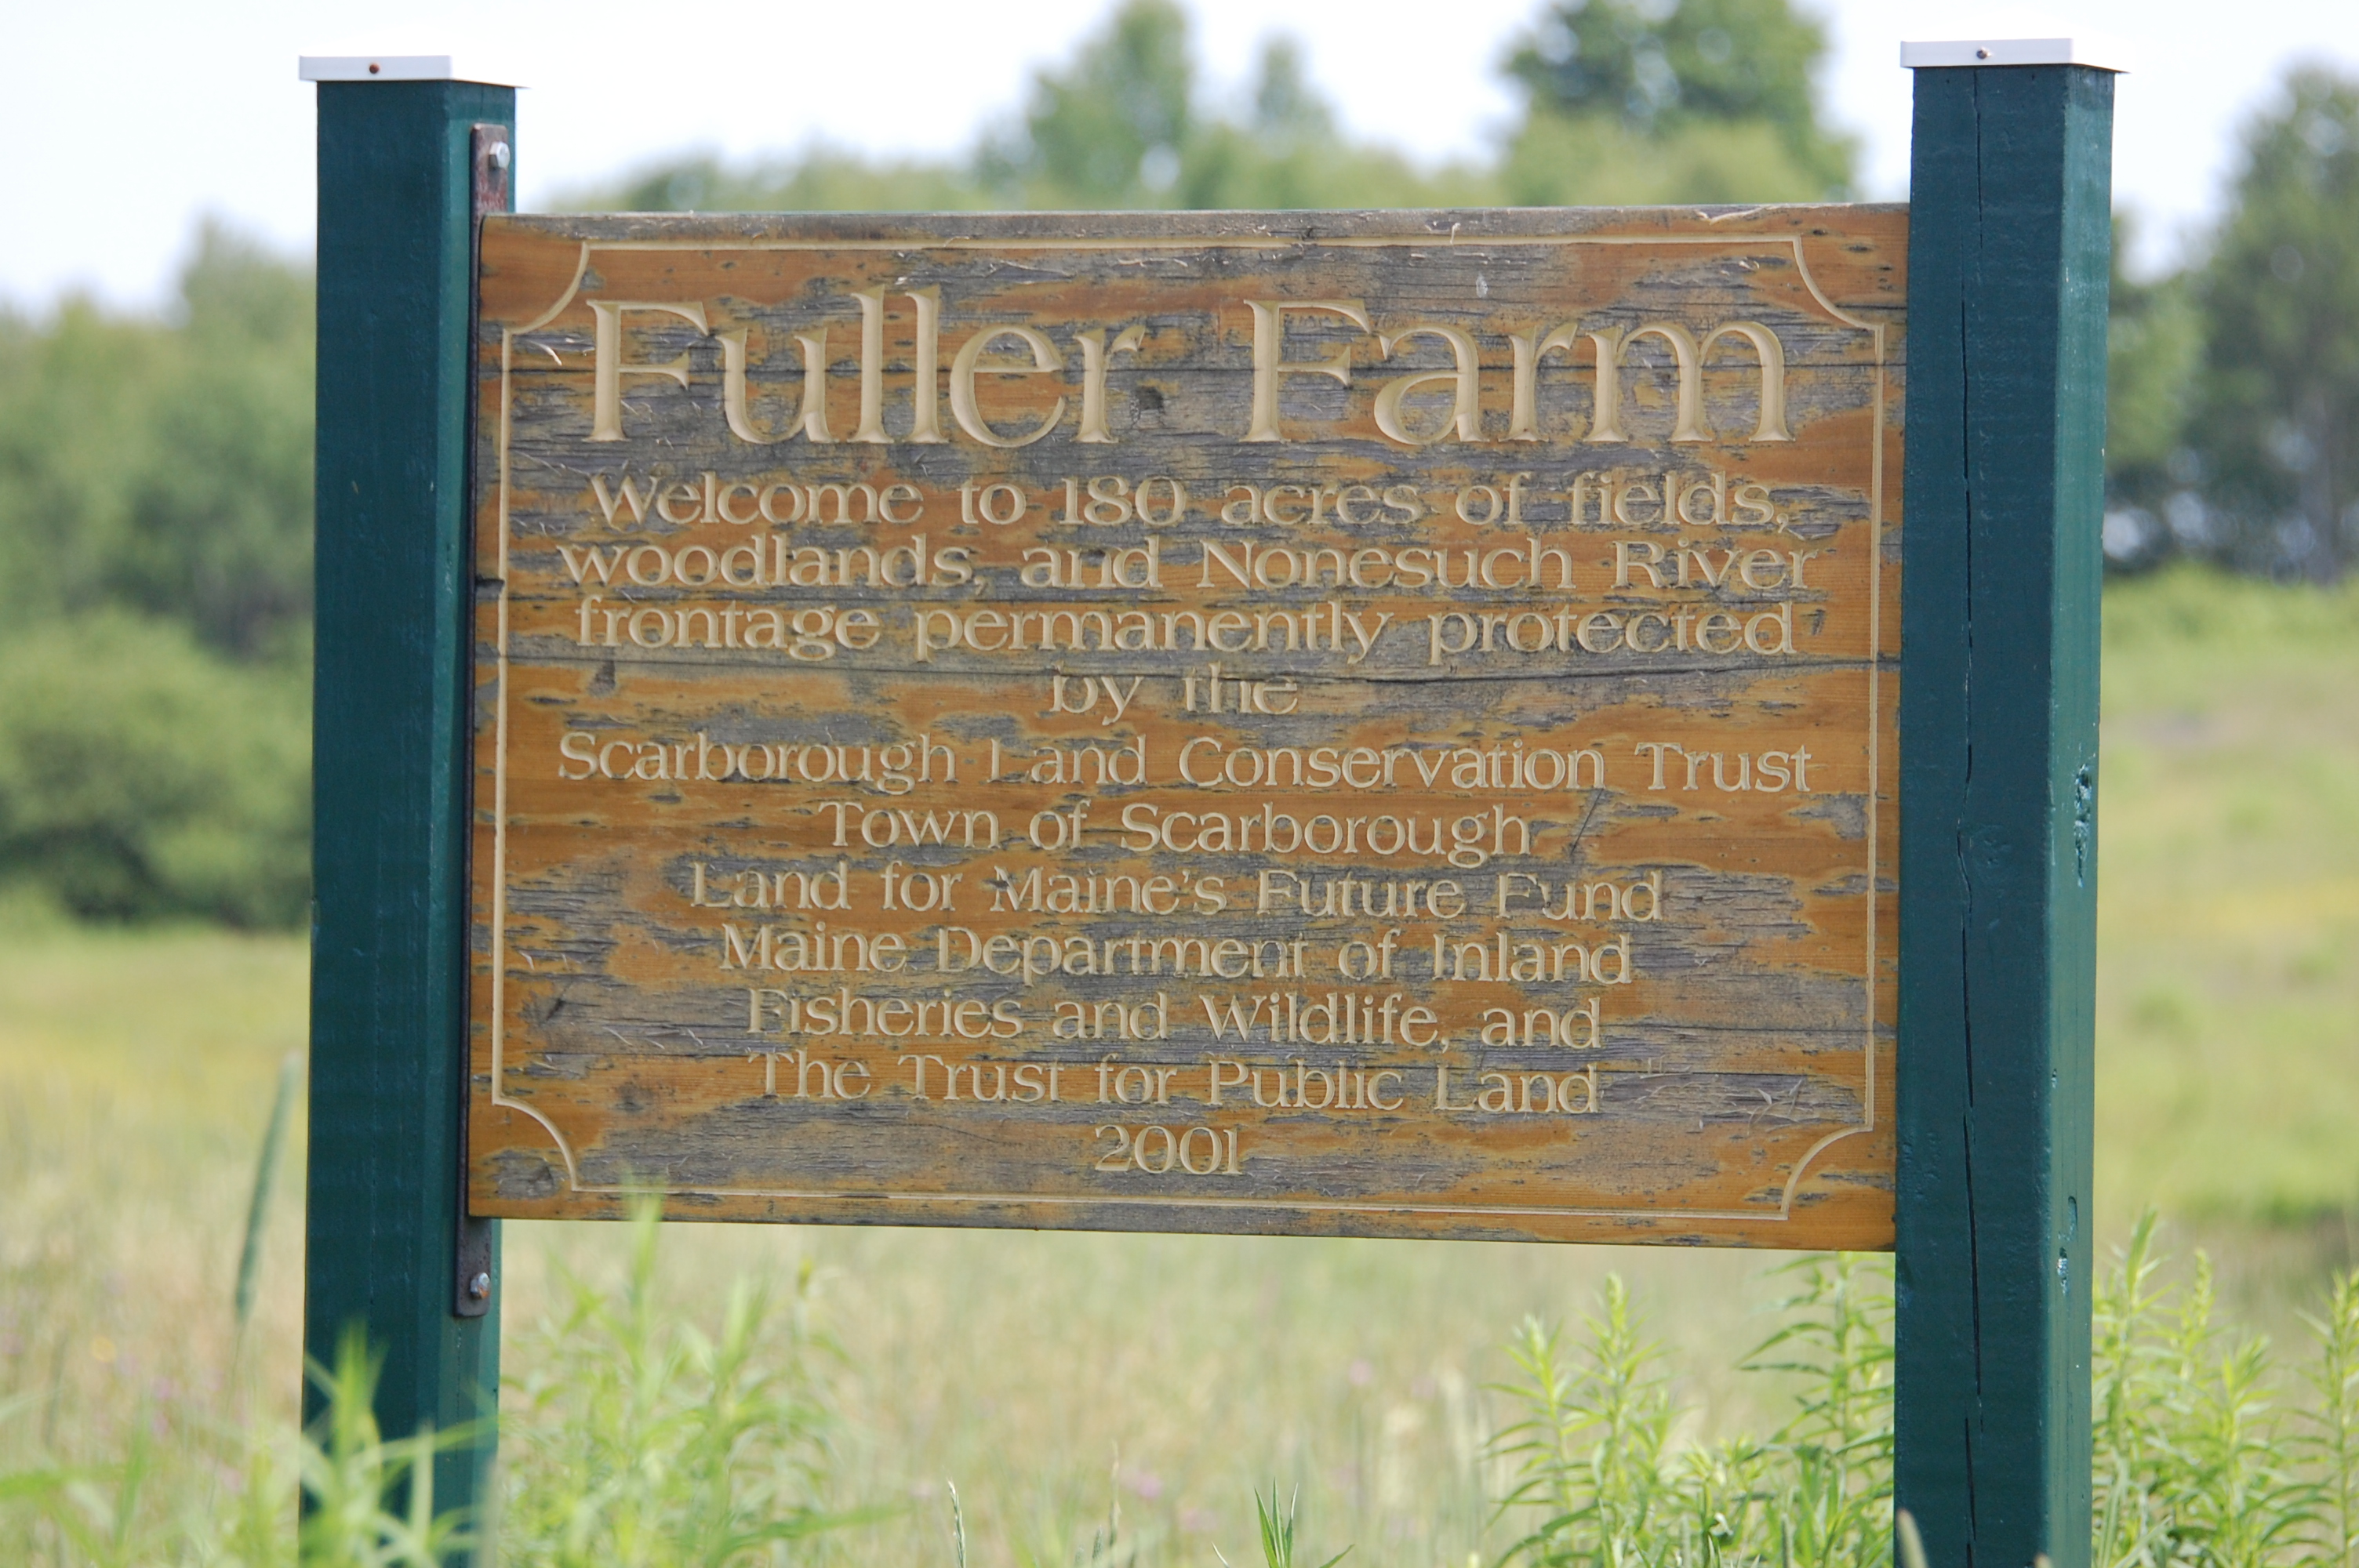 Fuller Farm
Welcome to 180 acres of fields,
woodlands, and Nonesuch River
frontage permanently protected
by the
Scarborough Land Conservation Trust
Town of Scarborough
Land for Maine's Future Fund
Maine Department of Inland
Fisheries and Wildlife, and
The Trust for Public Land
2001